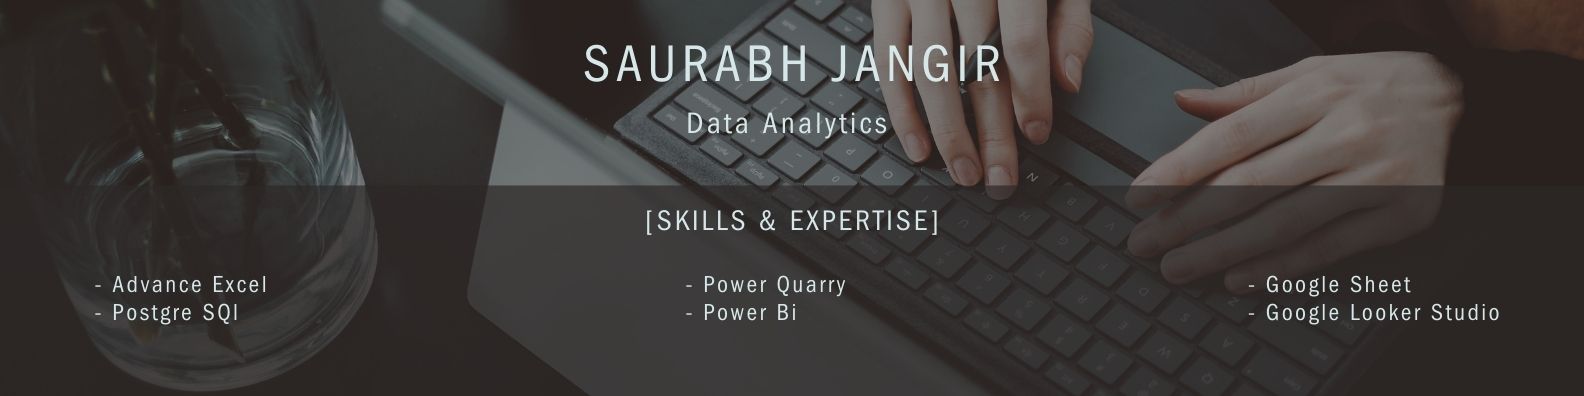 SAURABH JANGIR
Data Analytics
[SKILLS & EXPERTISE]
- Advance Excel
- Postgre SQl
- Power Quarry
- Power Bi
- Google Sheet
- Google Looker Studio